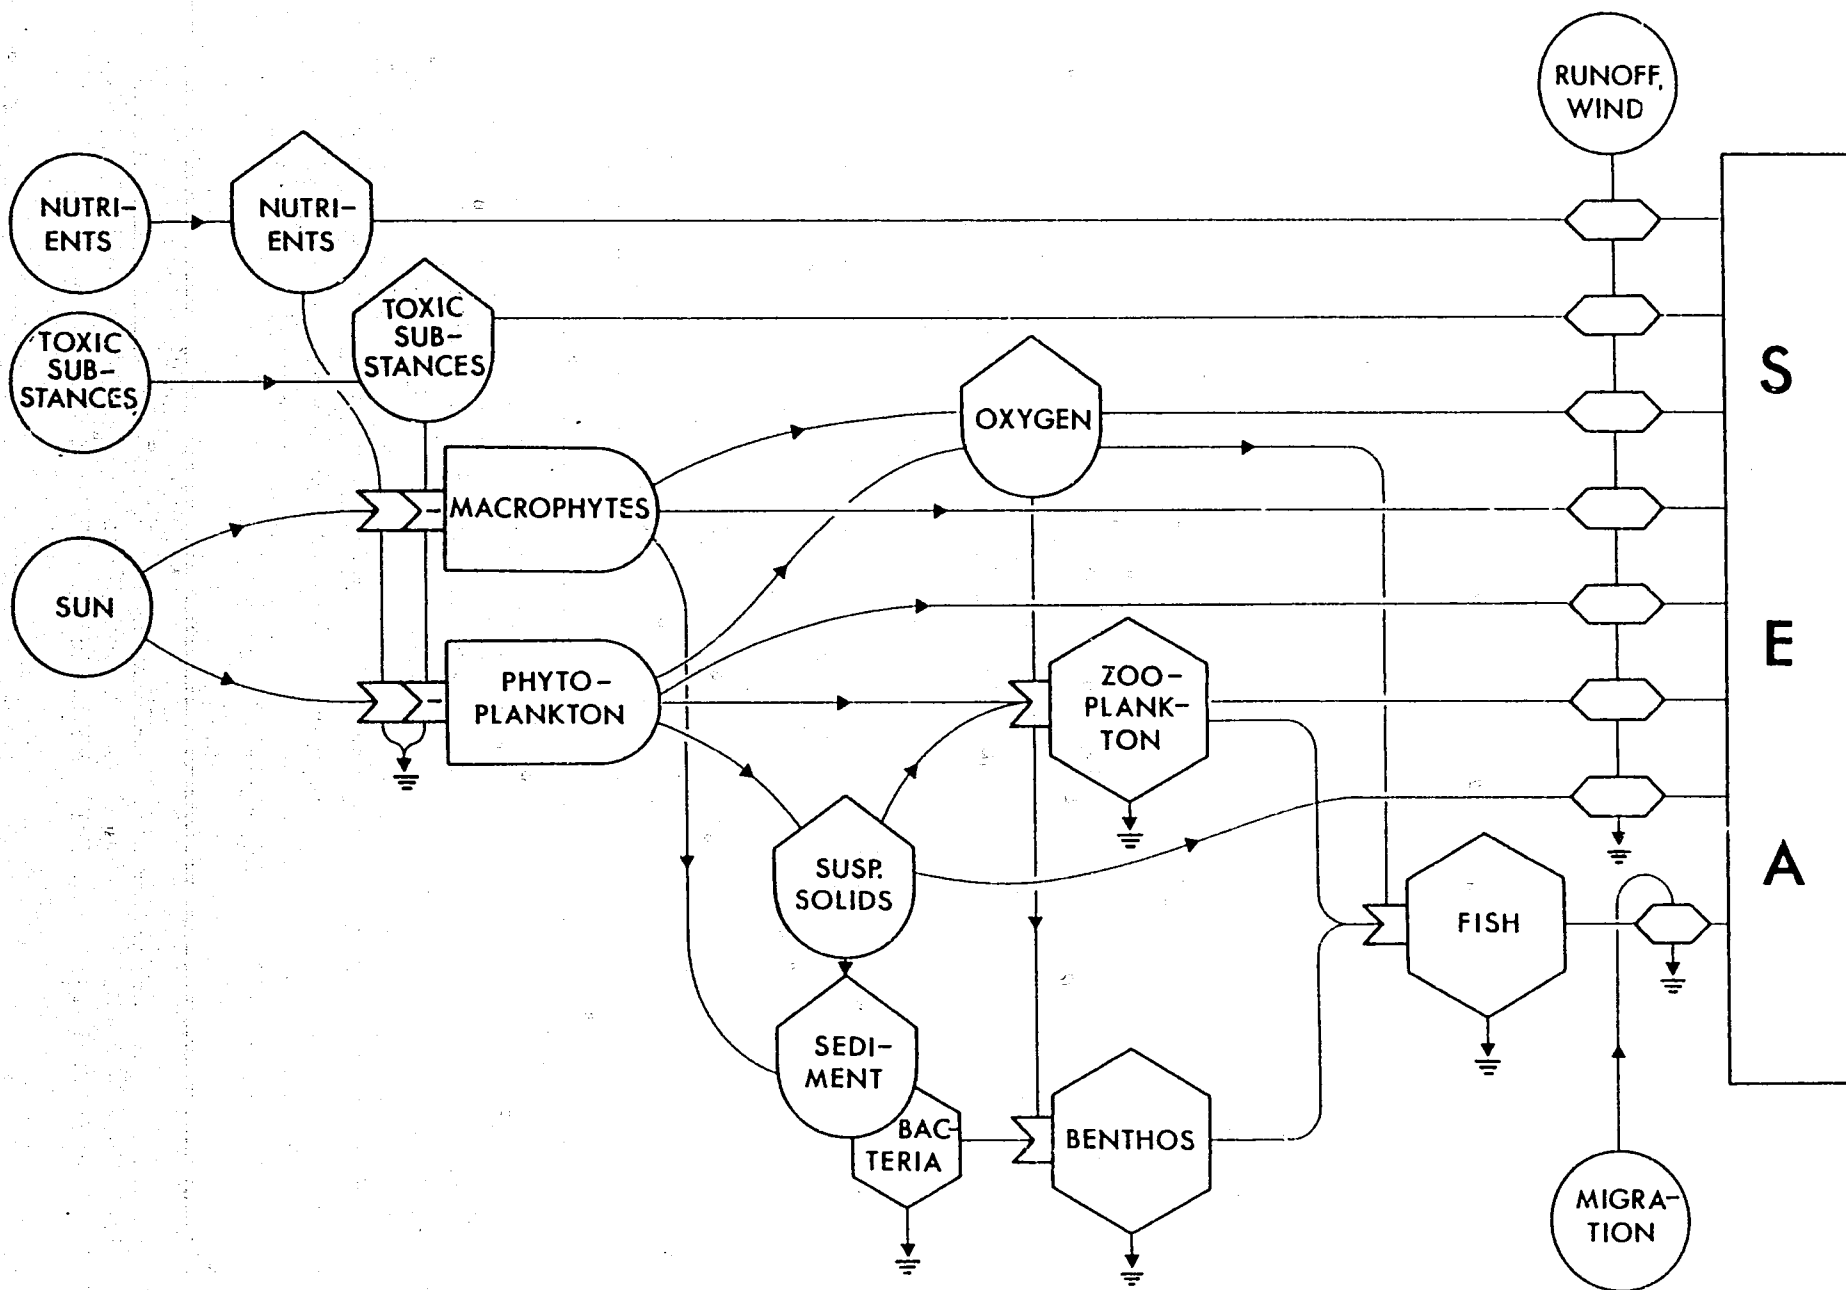 RUNOFF,
WIND
NUTRI-
ENTS
NUTRI-
ENTS
TOXIC
SUB-
STANCES
TOXIC
SUB-
STANCES
OXYGEN
S
MACROPHYTES
SUN
E
PHYTO-
PLANKTON
ZOO-
PLANK-
TON
SUSP.
SOLIDS
A
FISH
SEDI-
MENT
BAC-
TERIA
BENTHOS
MIGRA-
TION